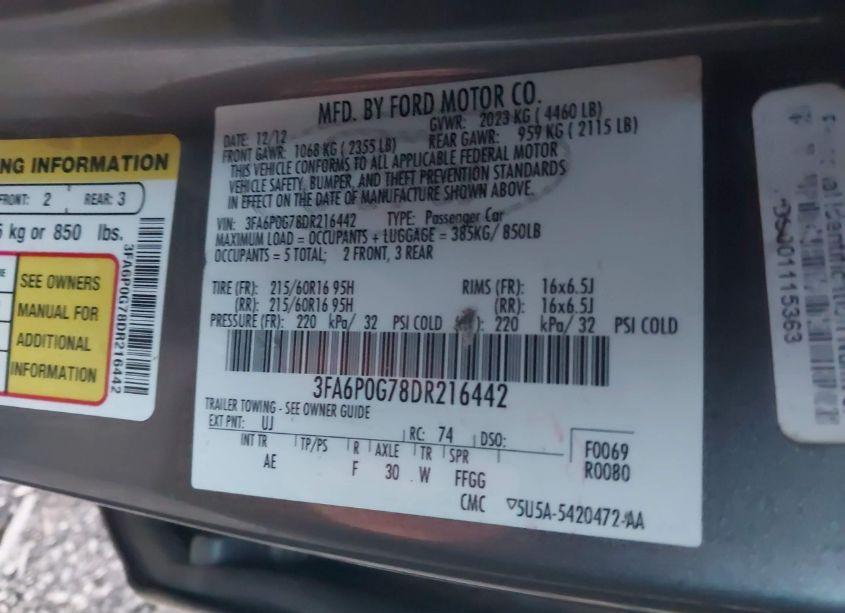 MFD. BY FORD MOTOR CO.
DATE: 12/12 GVWR: 2023 KG ( 4460 LB)
FRONT GAWR: 1068 KG ( 2355 LB) REAR GAWR: 959 KG ( 2115 LB)
THIS VEHICLE CONFORMS TO ALL APPLICABLE FEDERAL MOTOR
VEHICLE SAFETY, BUMPER, AND THEFT PREVENTION STANDARDS
IN EFFECT ON THE DATE OF MANUFACTURE SHOWN ABOVE.
VIN: 3FA6P0G78DR216442 TYPE: Passenger Car
MAXIMUM LOAD = OCCUPANTS + LUGGAGE = 385KG/ 850LB
OCCUPANTS = 5 TOTAL; 2 FRONT, 3 REAR
TIRE (FR): 215/60R16 95H RIMS (FR): 16x6.5J
(RR): 215/60R16 95H (RR): 16x6.5J
PRESSURE (FR): 220 kPa/ 32 PSI COLD 220 kPa/ 32 PSI COLD
3FA6P0G78DR216442
TRAILER TOWING - SEE OWNER GUIDE
EXT PNT: UJ RC: 74 DSO: F0069
INT TR TP/PS R AXLE TR SPR R0080
AE F 30 W FFGG
CMC ▽5U5A-5420472-AA
NG INFORMATION
FRONT: 2 REAR: 3
5 kg or 850 lbs.
SEE OWNERS
MANUAL FOR
ADDITIONAL
INFORMATION
3FA6P0G78DR216442
01115363